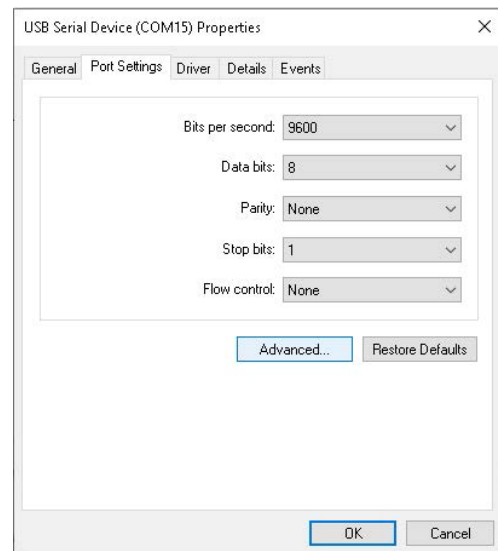 USB Serial Device (COM15) Properties
General Port Settings Driver Details Events
Bits per second: 9600
Data bits: 8
Parity: None
Stop bits: 1
Flow control: None
Advanced... Restore Defaults
OK Cancel